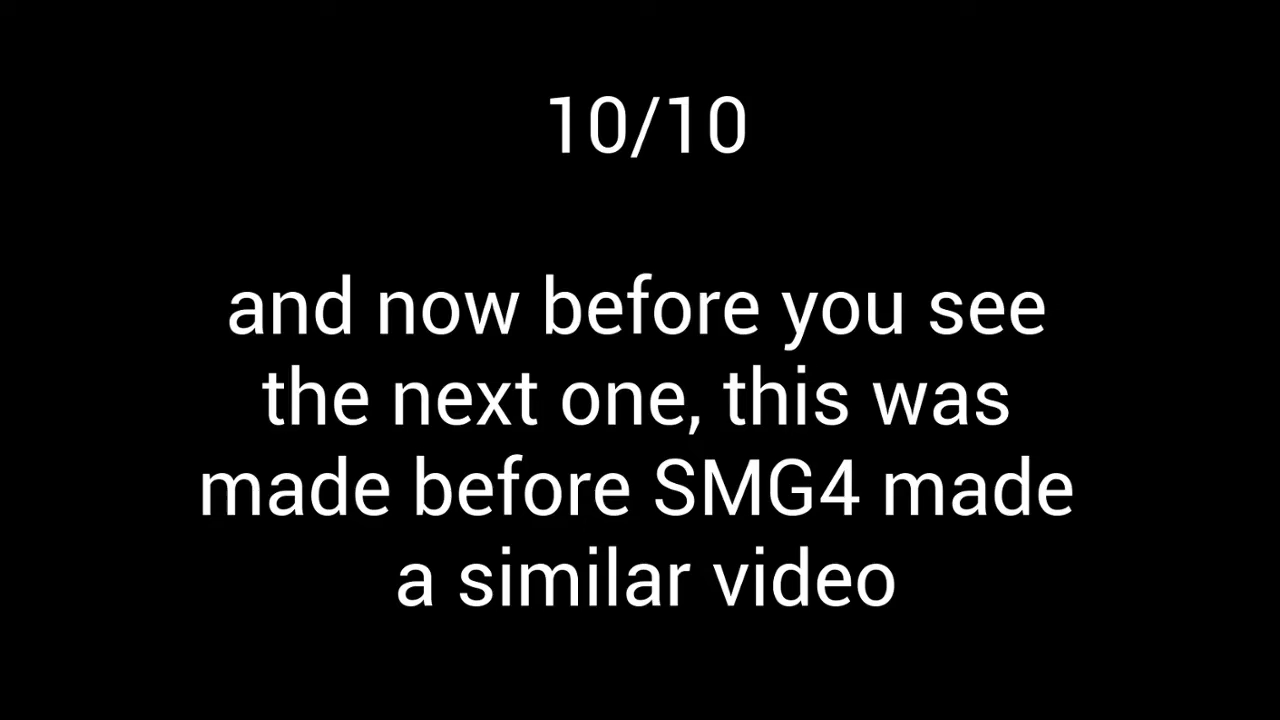 10/10
and now before you see
the next one, this was
made before SMG4 made
a similar video